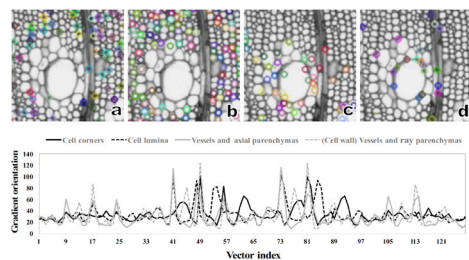 a
b
c
d
Cell corners Cell lumina Vessels and axial parenchymas (Cell wall) Vessels and ray parenchymas
Gradient orientation
140
120
100
80
60
40
20
0
1 9 17 25 33 41 49 57 65 73 81 89 97 105 113 121
Vector index